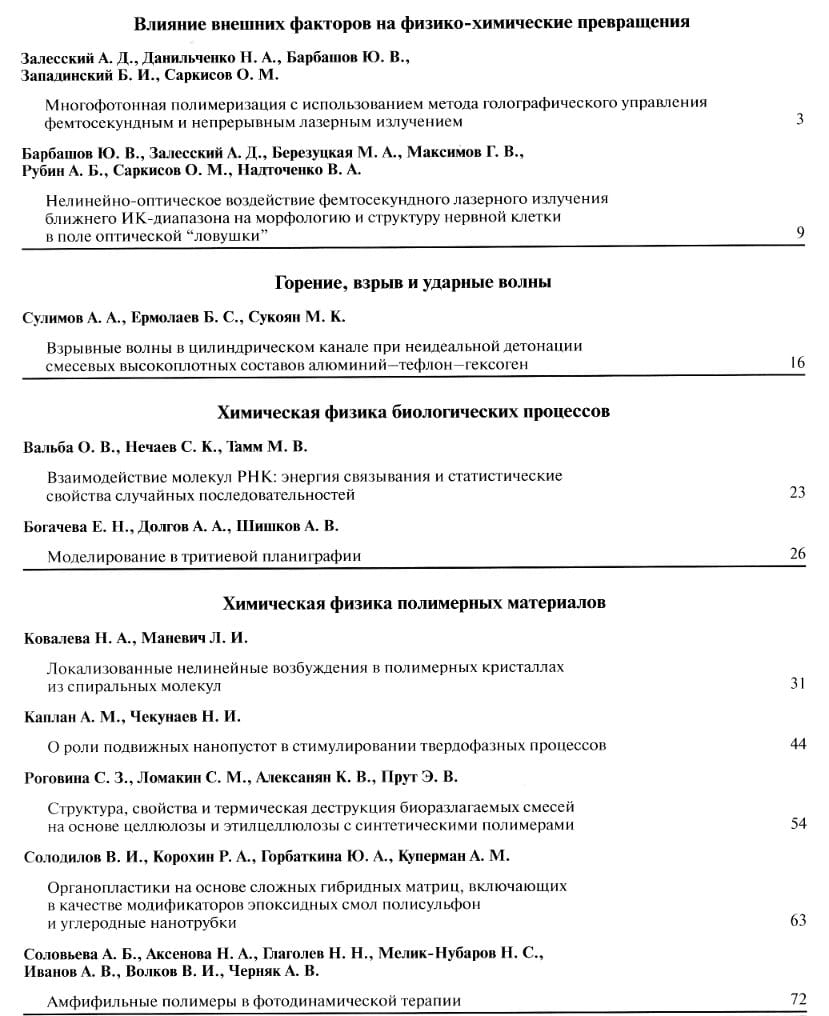 Влияние внешних факторов на физико-химические превращения
Залесский А. Д., Данильченко Н. А., Барбашов Ю. В.,
Западинский Б. И., Саркисов О. М.
Многофотонная полимеризация с использованием метода голографического управления
фемтосекундным и непрерывным лазерным излучением 3
Барбашов Ю. В., Залесский А. Д., Березуцкая М. А., Максимов Г. В.,
Рубин А. Б., Саркисов О. М., Надточенко В. А.
Нелинейно-оптическое воздействие фемтосекундного лазерного излучения
ближнего ИК-диапазона на морфологию и структуру нервной клетки
в поле оптической “ловушки” 9
Горение, взрыв и ударные волны
Сулимов А. А., Ермолаев Б. С., Сукоян М. К.
Взрывные волны в цилиндрическом канале при неидеальной детонации
смесевых высокоплотных составов алюминий–тефлон–гексоген 16
Химическая физика биологических процессов
Вальба О. В., Нечаев С. К., Тамм М. В.
Взаимодействие молекул РНК: энергия связывания и статистические
свойства случайных последовательностей 23
Богачева Е. Н., Долгов А. А., Шишков А. В.
Моделирование в тритиевой планиграфии 26
Химическая физика полимерных материалов
Ковалева Н. А., Маневич Л. И.
Локализованные нелинейные возбуждения в полимерных кристаллах
из спиральных молекул 31
Каплан А. М., Чекунаев Н. И.
О роли подвижных нанопустот в стимулировании твердофазных процессов 44
Роговина С. З., Ломакин С. М., Алексанян К. В., Прут Э. В.
Структура, свойства и термическая деструкция биоразлагаемых смесей
на основе целлюлозы и этилцеллюлозы с синтетическими полимерами 54
Солодилов В. И., Корохин Р. А., Горбаткина Ю. А., Куперман А. М.
Органопластики на основе сложных гибридных матриц, включающих
в качестве модификаторов эпоксидных смол полисульфон
и углеродные нанотрубки 63
Соловьева А. Б., Аксенова Н. А., Глаголев Н. Н., Мелик-Нубаров Н. С.,
Иванов А. В., Волков В. И., Черняк А. В.
Амфифильные полимеры в фотодинамической терапии 72